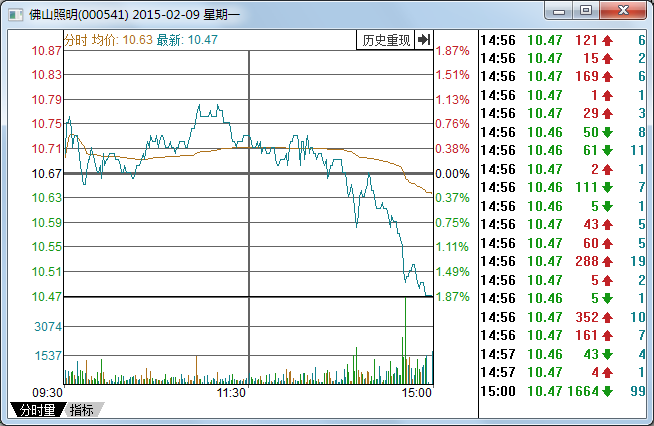 佛山照明(000541) 2015-02-09 星期一
分时 均价: 10.63 最新: 10.47
历史重现
10.87 1.87%
10.83 1.51%
10.79 1.13%
10.75 0.76%
10.71 0.38%
10.67 0.00%
10.63 0.37%
10.59 0.75%
10.55 1.11%
10.51 1.49%
10.47 1.87%
3074
1537
09:30 11:30 15:00
分时量 指标
14:56 10.47 121 6
14:56 10.47 15 2
14:56 10.47 169 6
14:56 10.47 1 1
14:56 10.47 29 3
14:56 10.46 50 8
14:56 10.46 61 11
14:56 10.47 2 1
14:56 10.46 111 7
14:56 10.46 5 1
14:56 10.47 43 5
14:56 10.47 60 5
14:56 10.47 288 19
14:56 10.47 5 2
14:56 10.46 5 1
14:56 10.47 352 10
14:56 10.47 161 7
14:57 10.46 43 4
14:57 10.47 4 1
15:00 10.47 1664 99